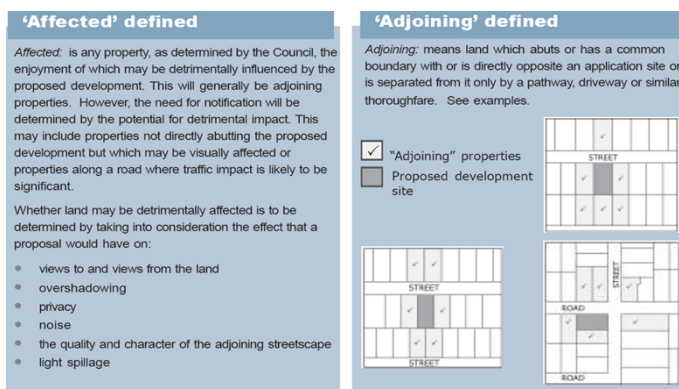 ‘Affected’ defined
Affected: is any property, as determined by the Council, the
enjoyment of which may be detrimentally influenced by the
proposed development. This will generally be adjoining
properties. However, the need for notification will be
determined by the potential for detrimental impact. This
may include properties not directly abutting the proposed
development but which may be visually affected or
properties along a road where traffic impact is likely to be
significant.
Whether land may be detrimentally affected is to be
determined by taking into consideration the effect that a
proposal would have on:
views to and views from the land
overshadowing
privacy
noise
the quality and character of the adjoining streetscape
light spillage
‘Adjoining’ defined
Adjoining: means land which abuts or has a common
boundary with or is directly opposite an application site or
is separated from it only by a pathway, driveway or similar
thoroughfare. See examples.
“Adjoining” properties
Proposed development
site
STREET
STREET
STREET
STREET
ROAD
ROAD